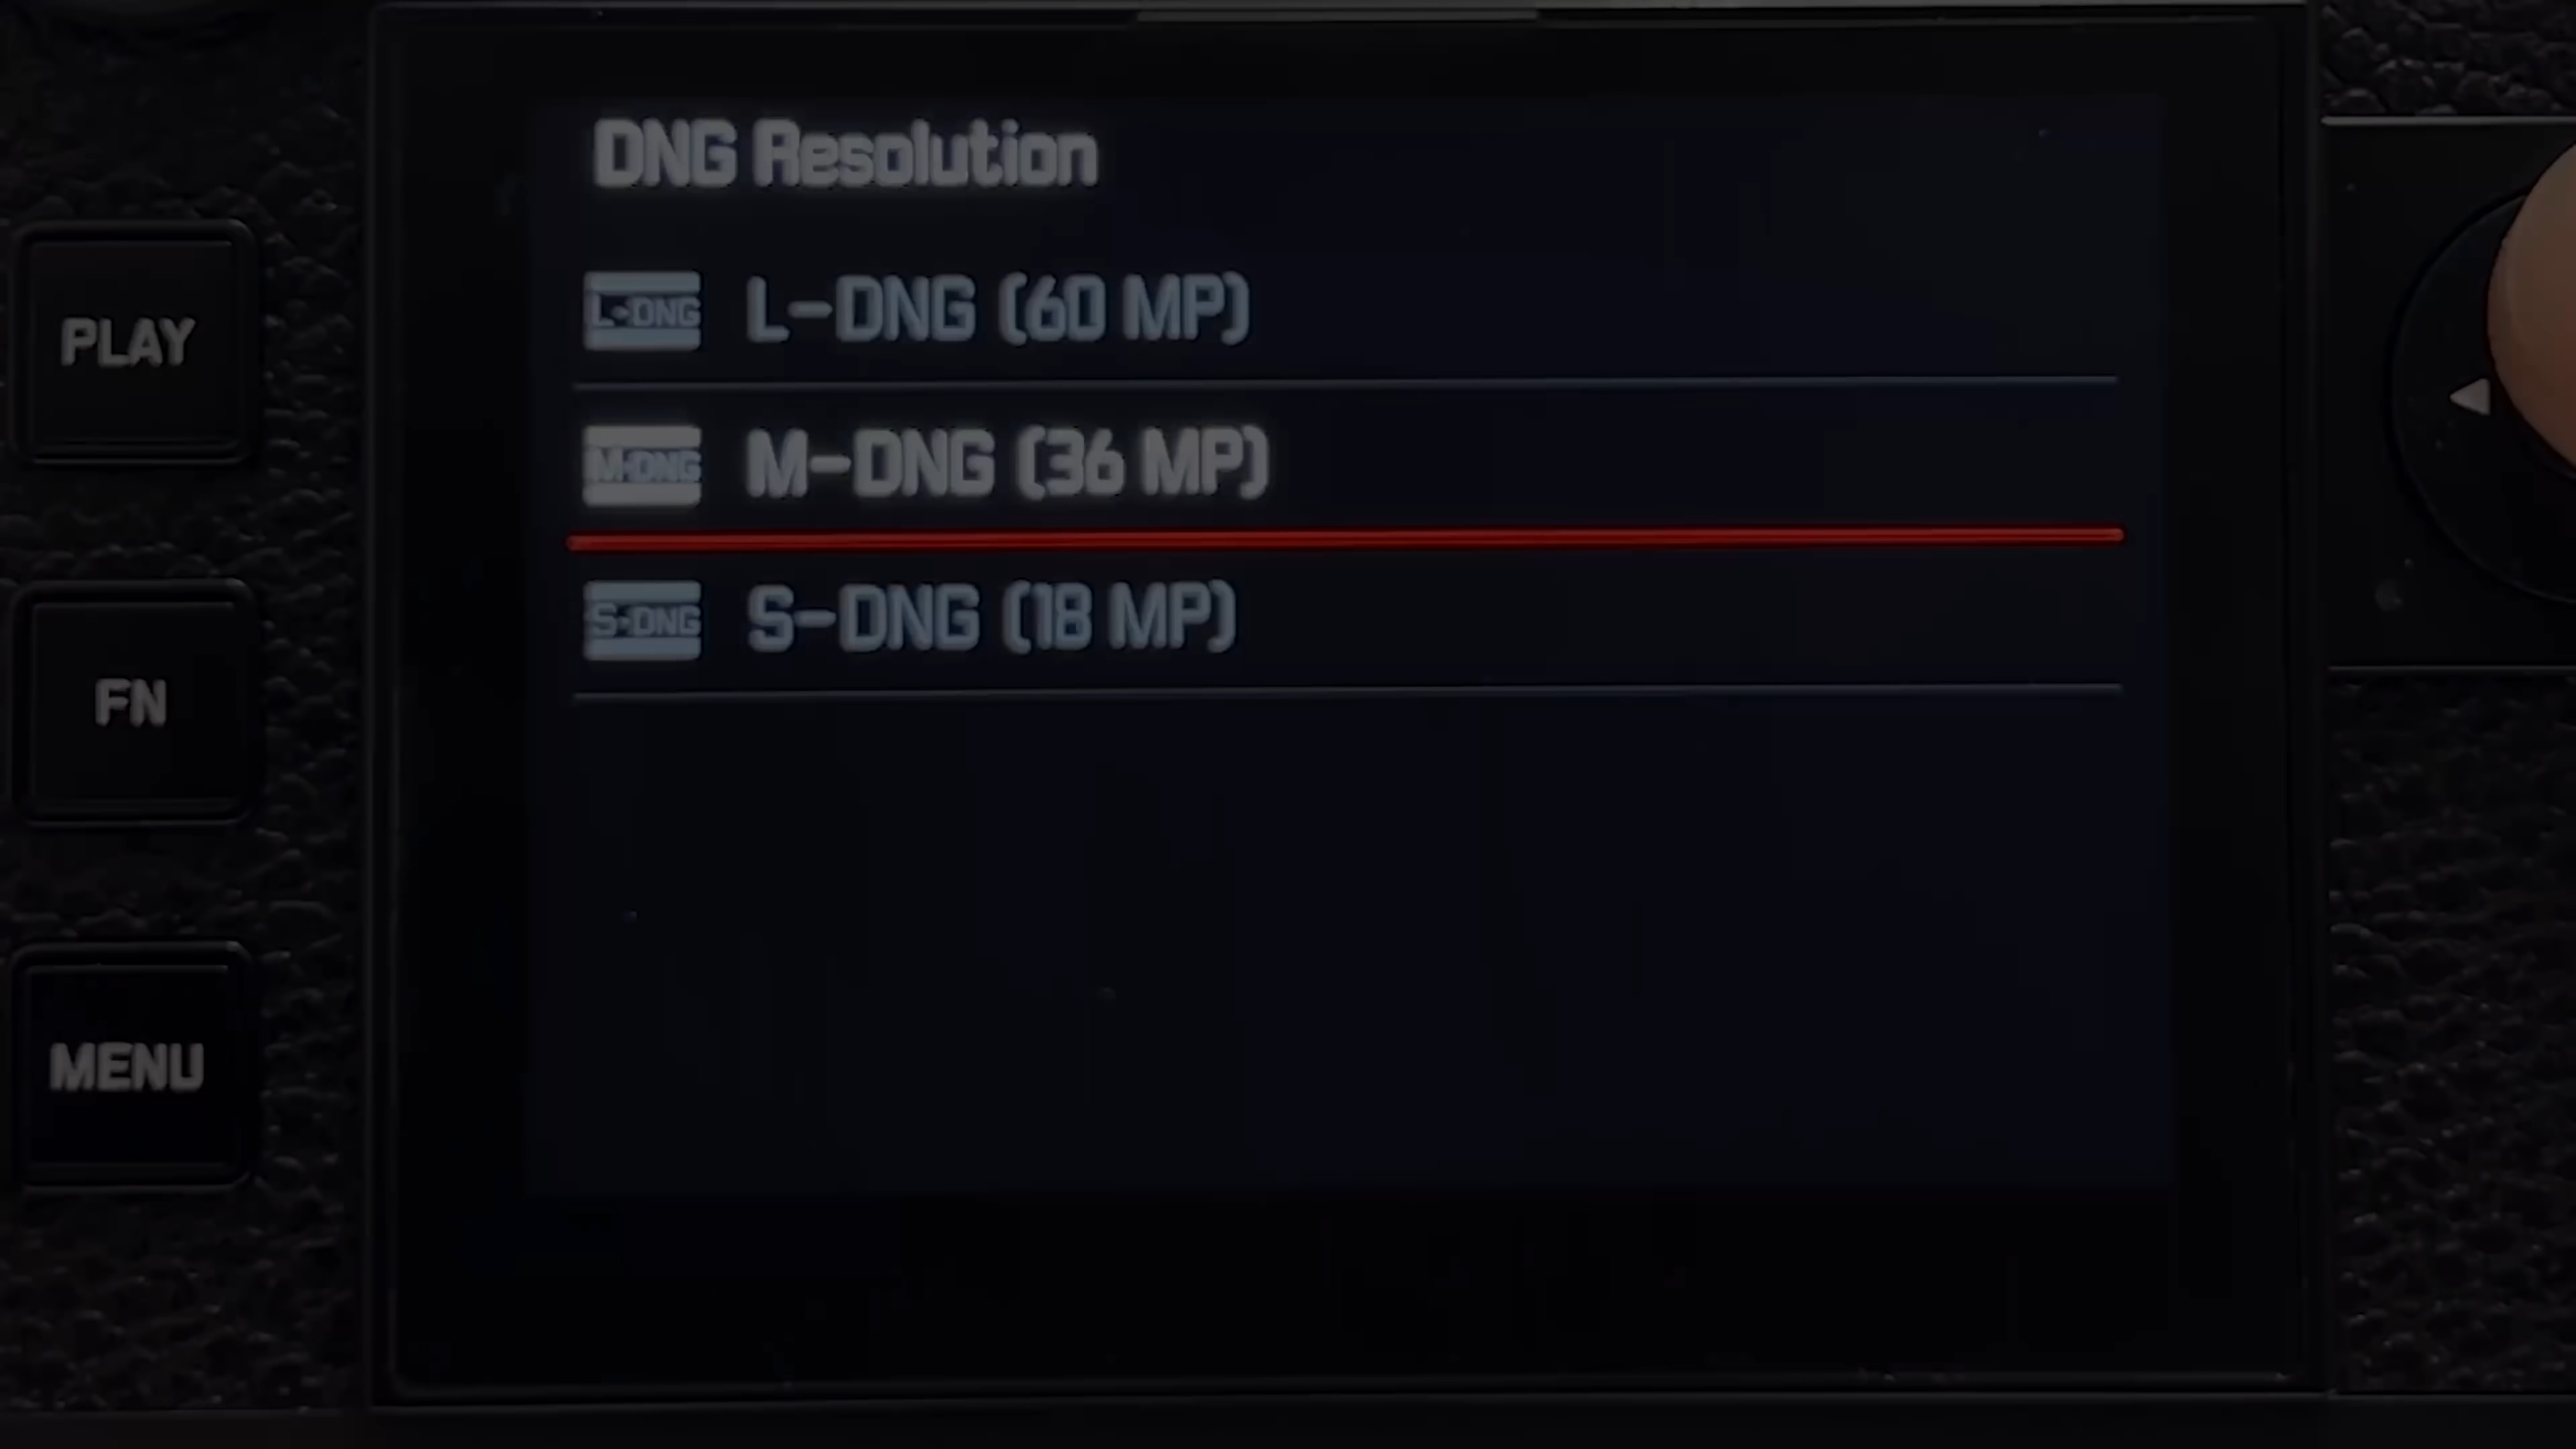 DNG Resolution
L-DNG L-DNG (60 MP)
M-DNG M-DNG (36 MP)
S-DNG S-DNG (18 MP)
PLAY
FN
MENU